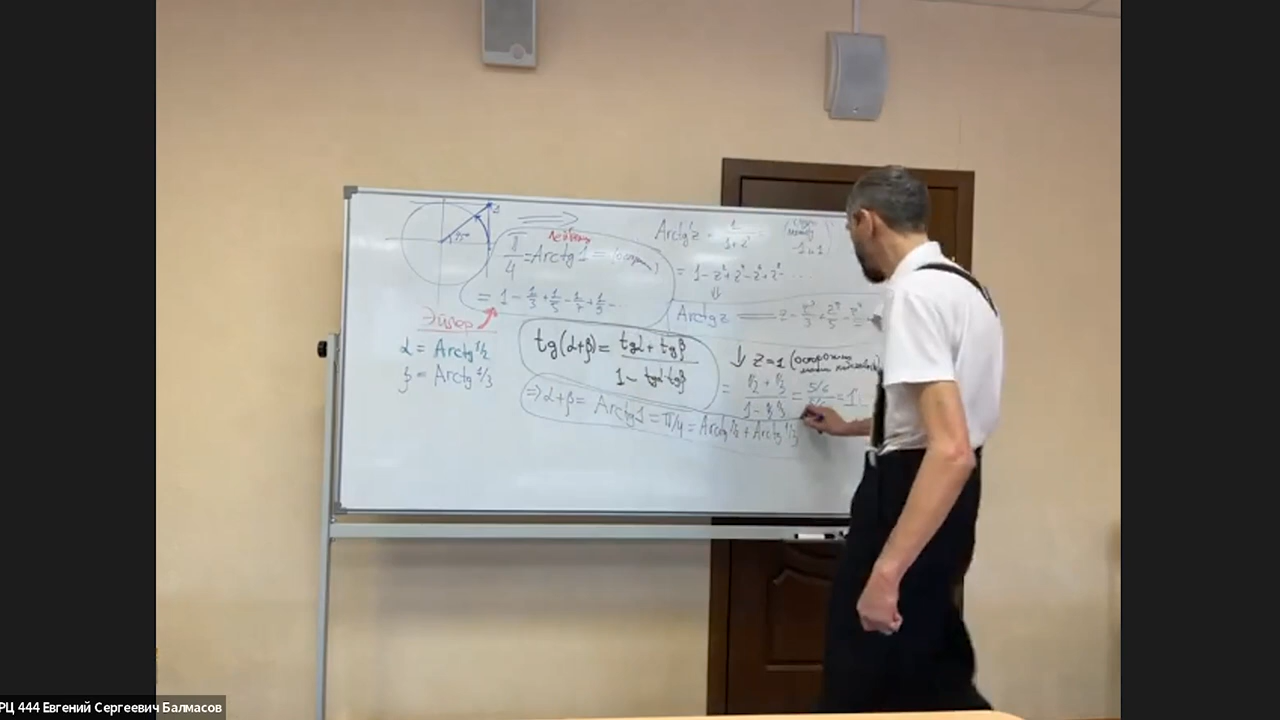 45°
π/4 = Arctg 1 =
Лейбниц
= 1 - 1/3 + 1/5 - 1/7 + 1/9 - ...
Arctg'z = 1/(1+z²) =
= 1 - z² + z⁴ - z⁶ + z⁸ - ...
Arctg z = z - z³/3 + z⁵/5 - z⁷/7
Эйлер
α = Arctg 1/2
β = Arctg 1/3
tg(α+β) = (tgα + tgβ)/(1 - tgα·tgβ)
↓ z=1 (осторожно
= (1/2 + 1/3)/(1 - 1/2·1/3) = (5/6)/(5/6) = 1
⇒ α+β = Arctg 1 = π/4 = Arctg 1/2 + Arctg 1/3
РЦ 444 Евгений Сергеевич Балмасов